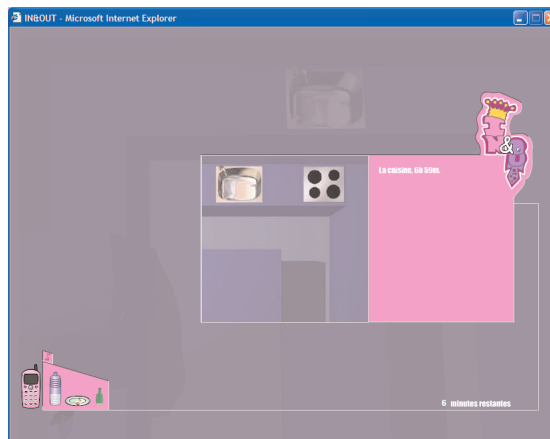 IN&OUT - Microsoft Internet Explorer
La cuisine, 6h 59m.
6 minutes restantes